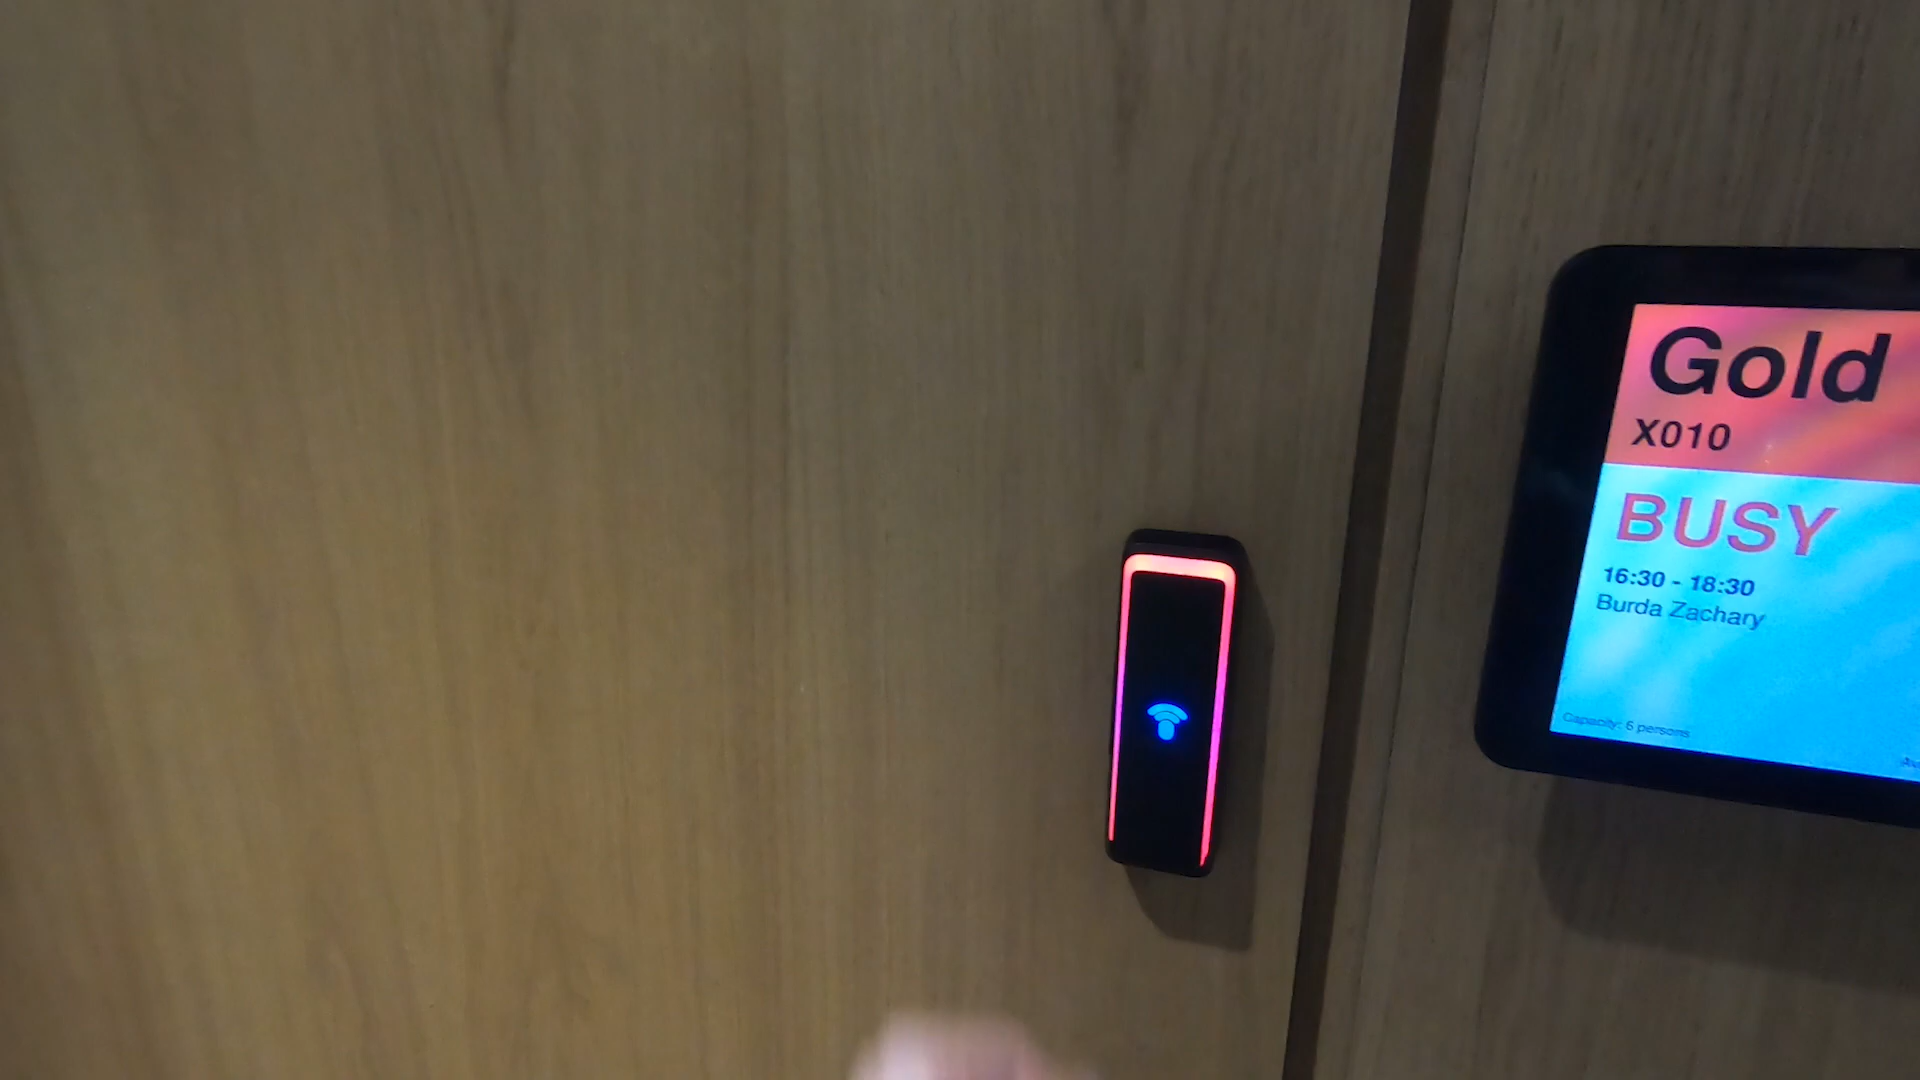 Gold
X010
BUSY
16:30 - 18:30
Burda Zachary
Capacity: 6 persons